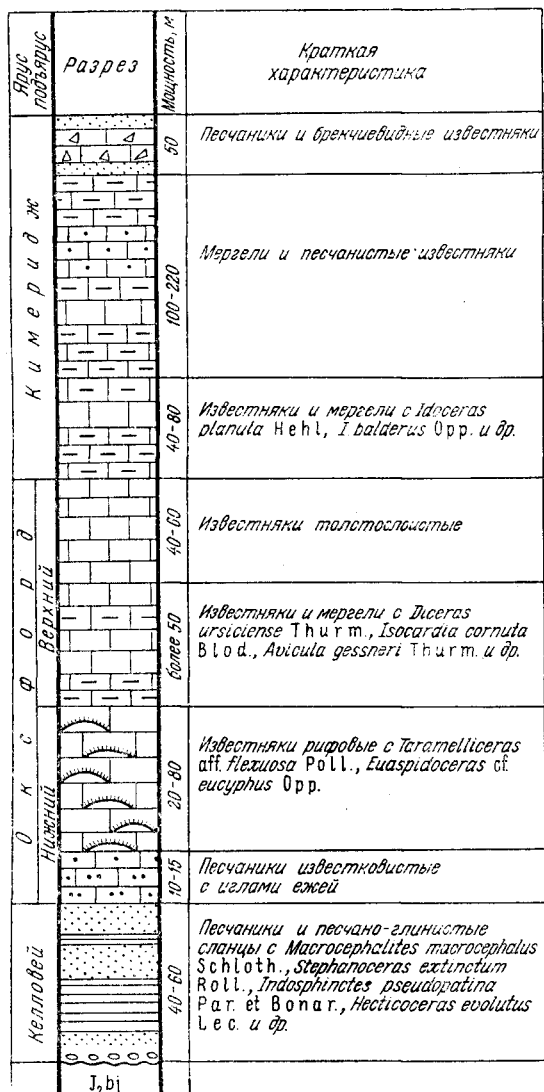 Ярус
подъярус
Разрез
Мощность, м
Краткая
характеристика
Кимеридж
50
Песчаники и брекчиевидные известняки
100-220
Мергели и песчанистые известняки
40-80
Известняки и мергели с Idoceras
planula Hehl, I balderus Opp. и др.
Оксфорд
Верхний
40-60
Известняки толстослоистые
более 50
Известняки и мергели с Diceras
ursiciense Thurm., Isocardia cornuta
Blod., Avicula gessneri Thurm. и др.
Нижний
20-80
Известняки рифовые с Taramelliceras
aff. flexuosa Poll., Euaspidoceras cf.
eucyphus Opp.
10-15
Песчаники известковистые
с иглами ежей
Келловей
40-60
Песчаники и песчано-глинистые
сланцы с Macrocephalites macrocephalus
Schloth., Stephanoceras extinctum
Roll., Indosphinctes pseudopatina
Par. et Bonar., Hecticoceras evolutus
Lec. и др.
J₂bj